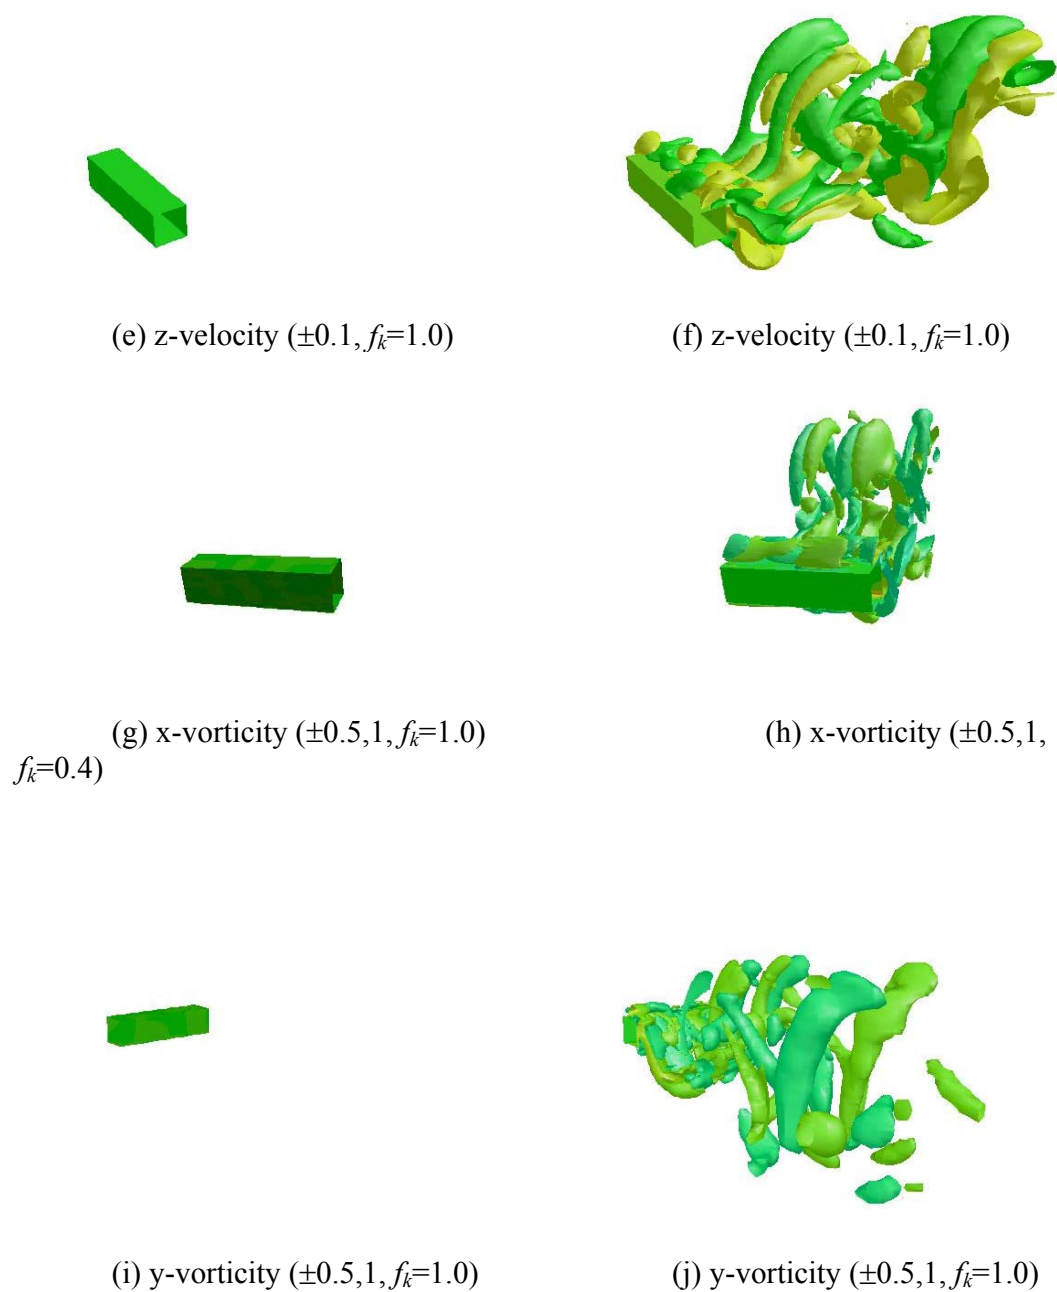 (e) z-velocity (±0.1, fk=1.0) (f) z-velocity (±0.1, fk=1.0)
(g) x-vorticity (±0.5,1, fk=1.0) (h) x-vorticity (±0.5,1,
fk=0.4)
(i) y-vorticity (±0.5,1, fk=1.0) (j) y-vorticity (±0.5,1, fk=1.0)